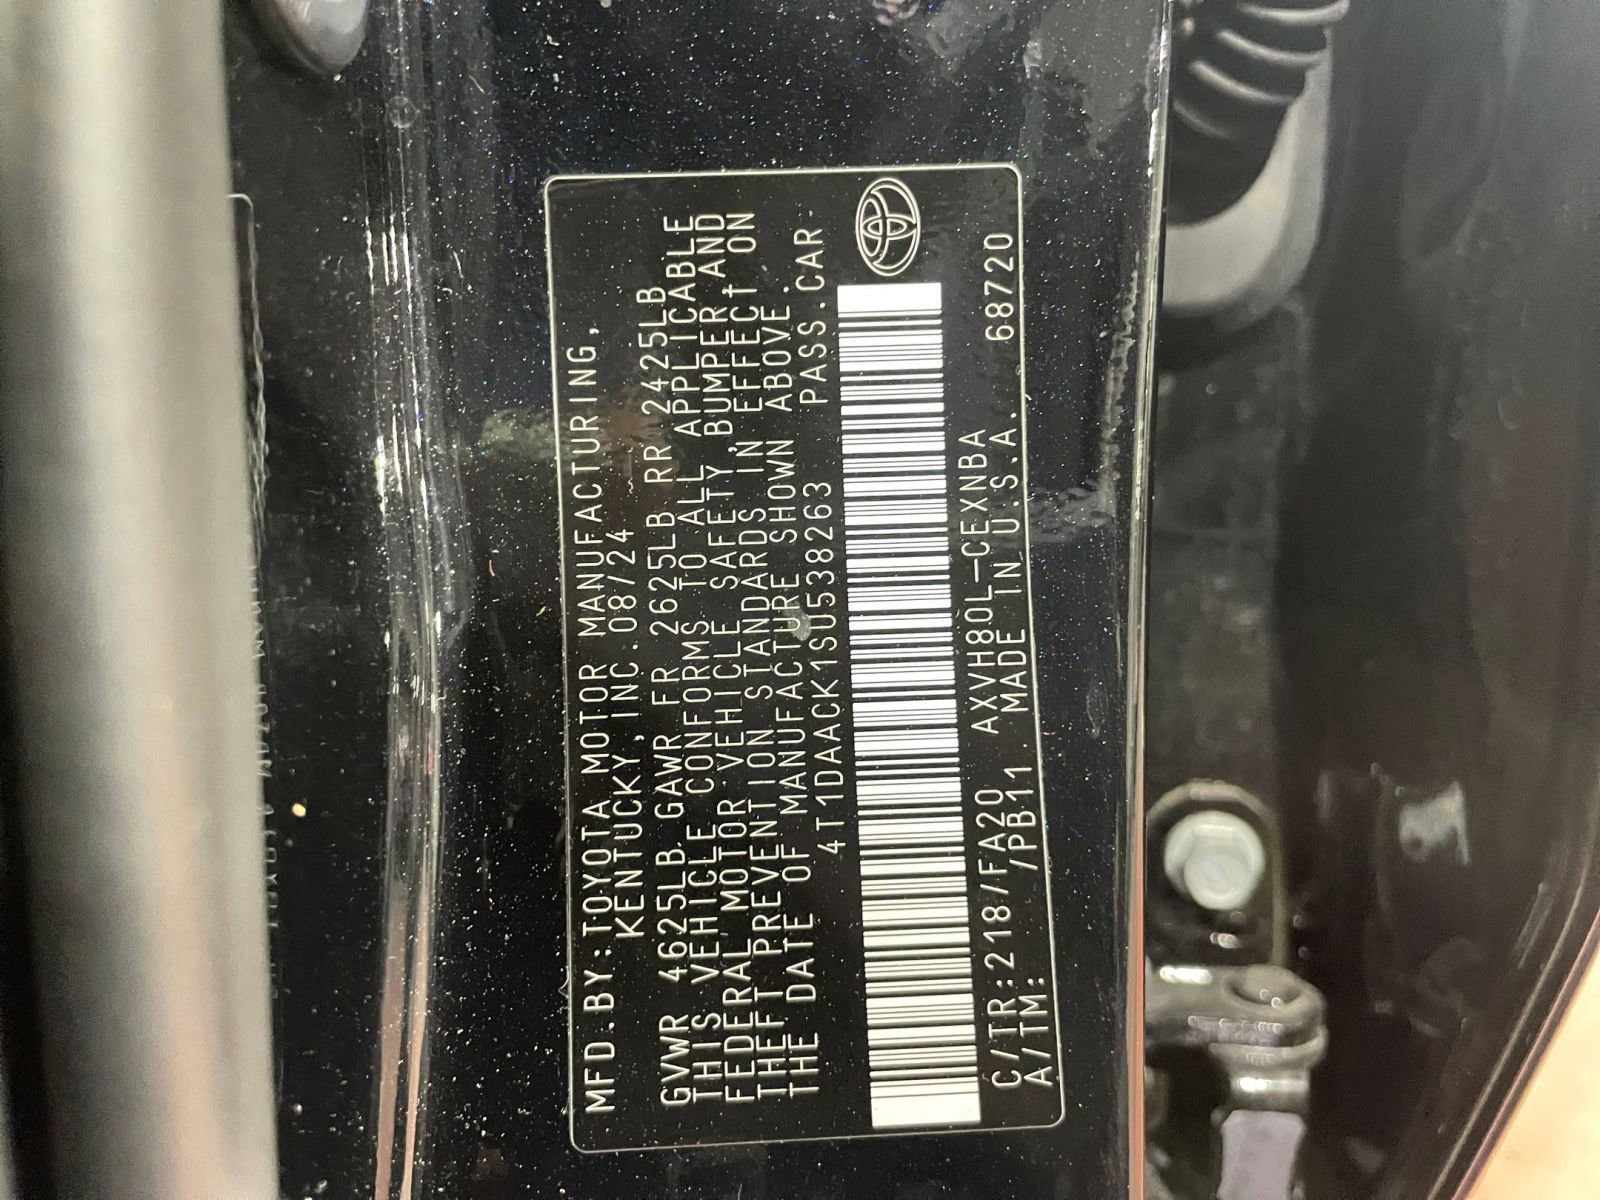 MFD.BY:TOYOTA MOTOR MANUFACTURING,
KENTUCKY,INC.08/24
GVWR 4625LB GAWR FR 2625LB RR 2425LB
THIS VEHICLE CONFORMS TO ALL APPLICABLE
FEDERAL MOTOR VEHICLE SAFETY,BUMPER AND
THEFT PREVENTION STANDARDS IN EFFECT ON
THE DATE OF MANUFACTURE SHOWN ABOVE.
4T1DAACK1SU538263 PASS.CAR
C/TR:218/FA20 AXVH80L-CEXNBA
A/TM: /PB11 MADE IN U.S.A. 68720